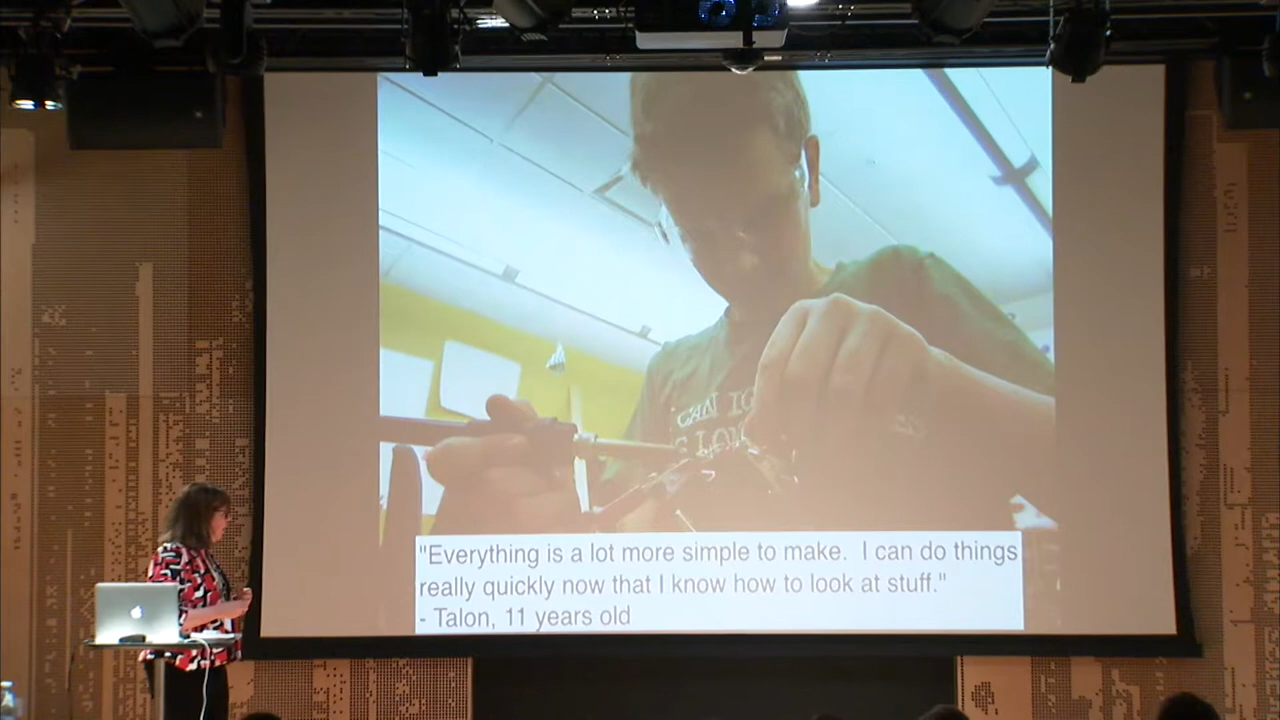 CAN
"Everything is a lot more simple to make. I can do things
really quickly now that I know how to look at stuff."
- Talon, 11 years old